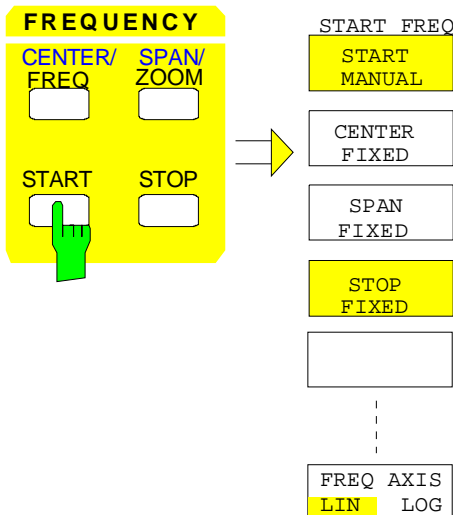 FREQUENCY
CENTER/ SPAN/
FREQ ZOOM
START STOP
START FREQ
START
MANUAL
CENTER
FIXED
SPAN
FIXED
STOP
FIXED
FREQ AXIS
LIN LOG